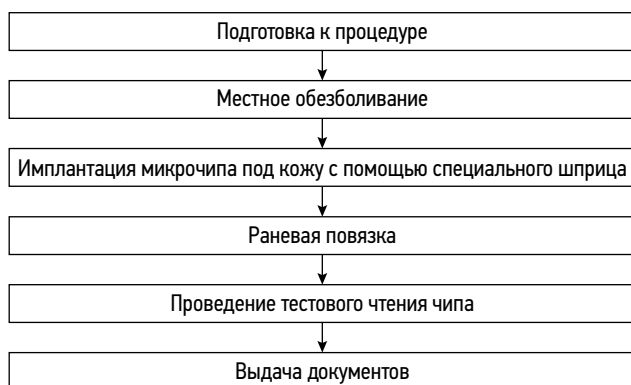 Подготовка к процедуре
Местное обезболивание
Имплантация микрочипа под кожу с помощью специального шприца
Раневая повязка
Проведение тестового чтения чипа
Выдача документов